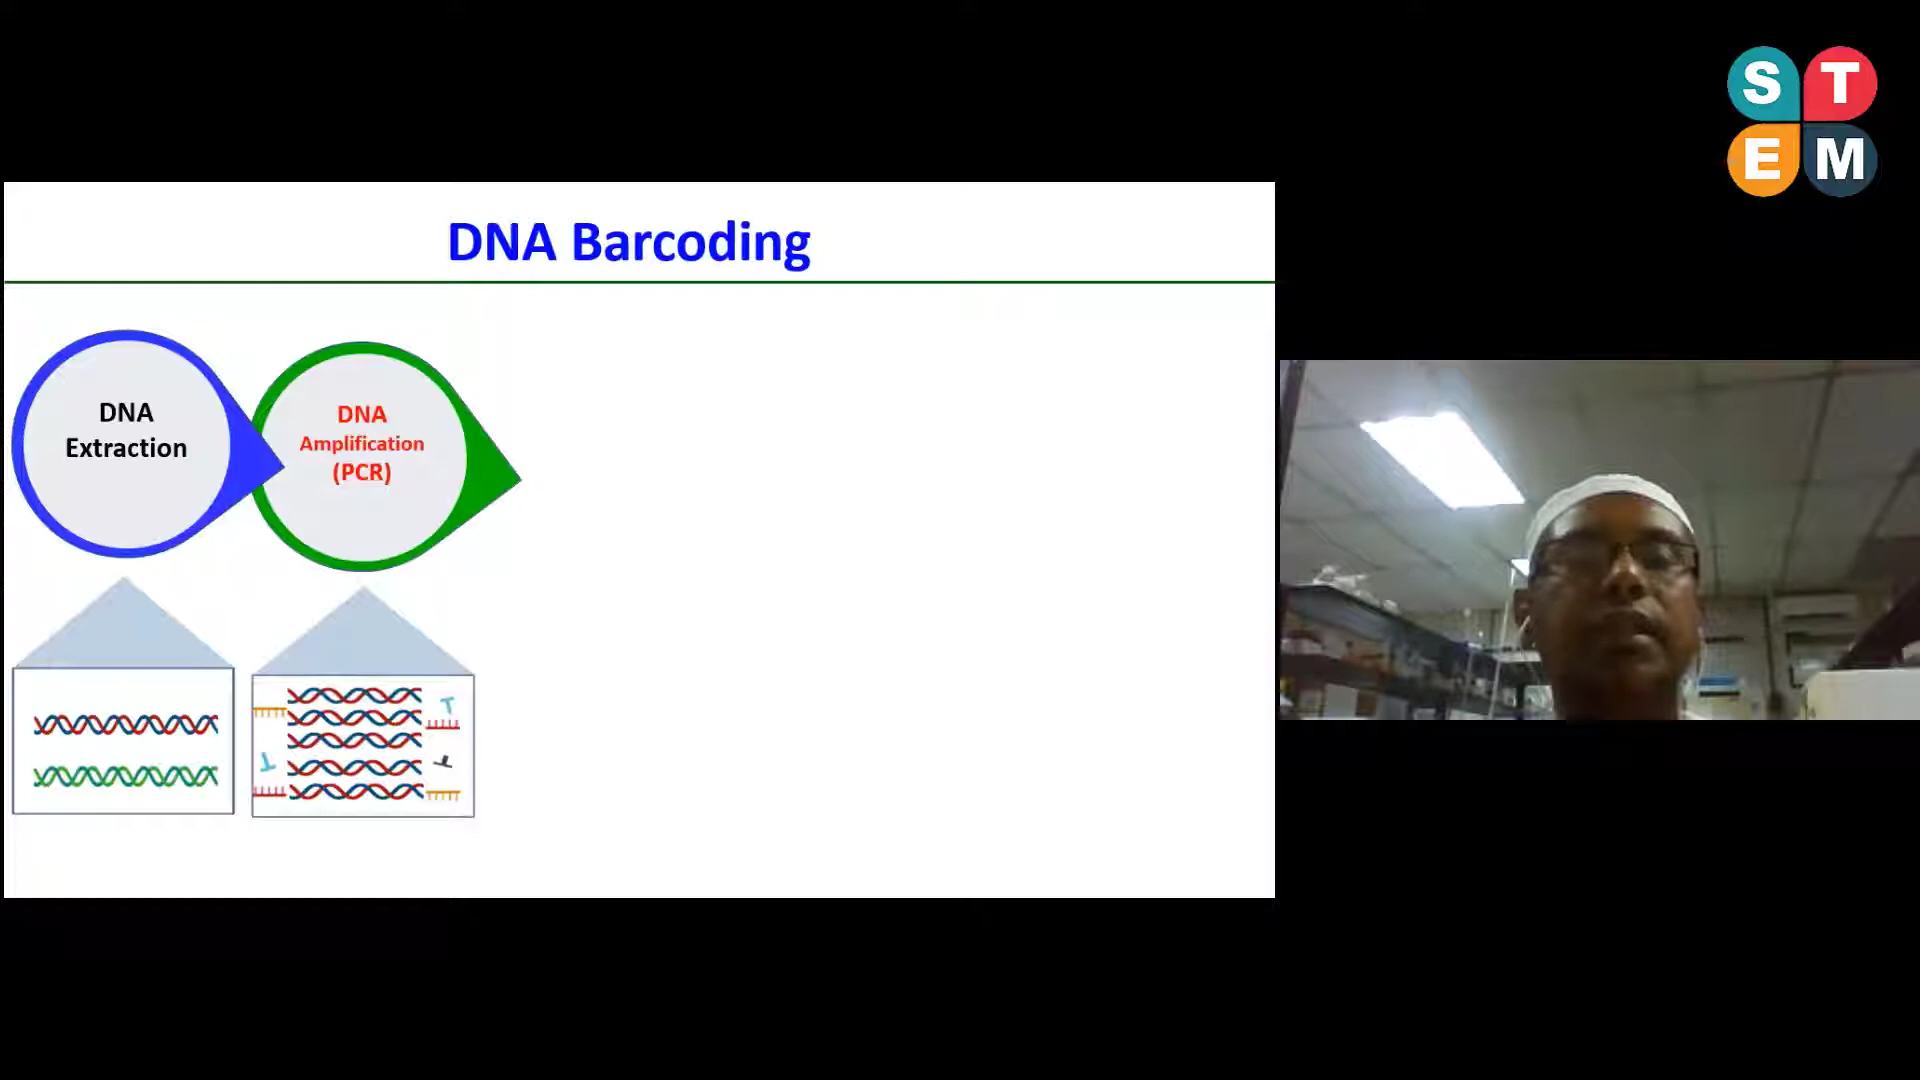 S T
E M
DNA Barcoding
DNA
Extraction
DNA
Amplification
(PCR)